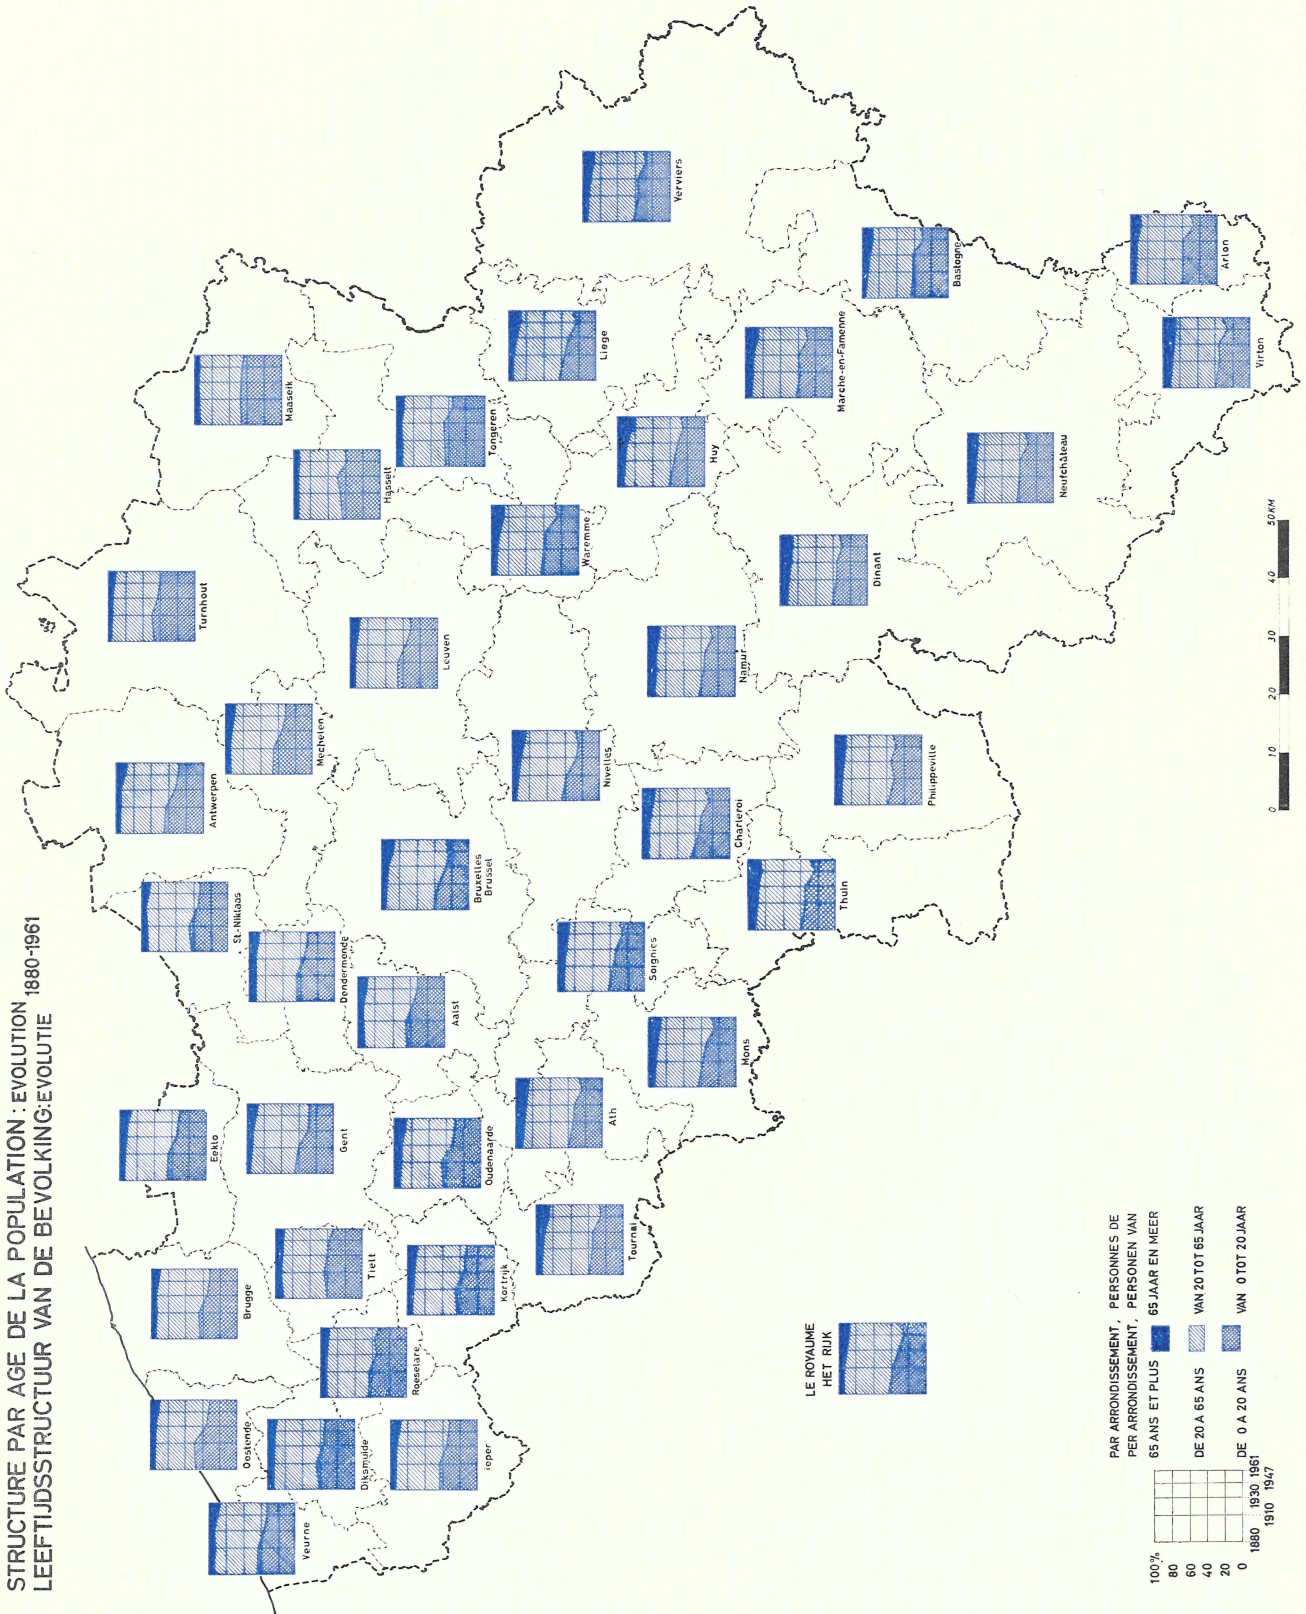 STRUCTURE PAR AGE DE LA POPULATION : EVOLUTION
LEEFTIJDSSTRUCTUUR VAN DE BEVOLKING:EVOLUTIE
1880-1961
Veurne
Oostende
Diksmuide
Ieper
Brugge
Roeselare
Tielt
Kortrijk
Eeklo
Gent
Oudenaarde
Tournai
Ath
Mons
St.-Niklaas
Dendermonde
Aalst
Soignies
Antwerpen
Mechelen
Bruxelles
Brussel
Nivelles
Charleroi
Thuin
Philippeville
Turnhout
Leuven
Namur
Dinant
Maaseik
Hasselt
Tongeren
Waremme
Liege
Huy
Verviers
Marche-en-Famenne
Bastogne
Neufchâteau
Arlon
Virton
LE ROYAUME
HET RIJK
PAR ARRONDISSEMENT, PERSONNES DE
PER ARRONDISSEMENT, PERSONEN VAN
65 ANS ET PLUS 65 JAAR EN MEER
DE 20 A 65 ANS VAN 20 TOT 65 JAAR
DE 0 A 20 ANS VAN 0 TOT 20 JAAR
100%
80
60
40
20
0
1880 1930 1961
1910 1947
0 10 20 30 40 50 KM